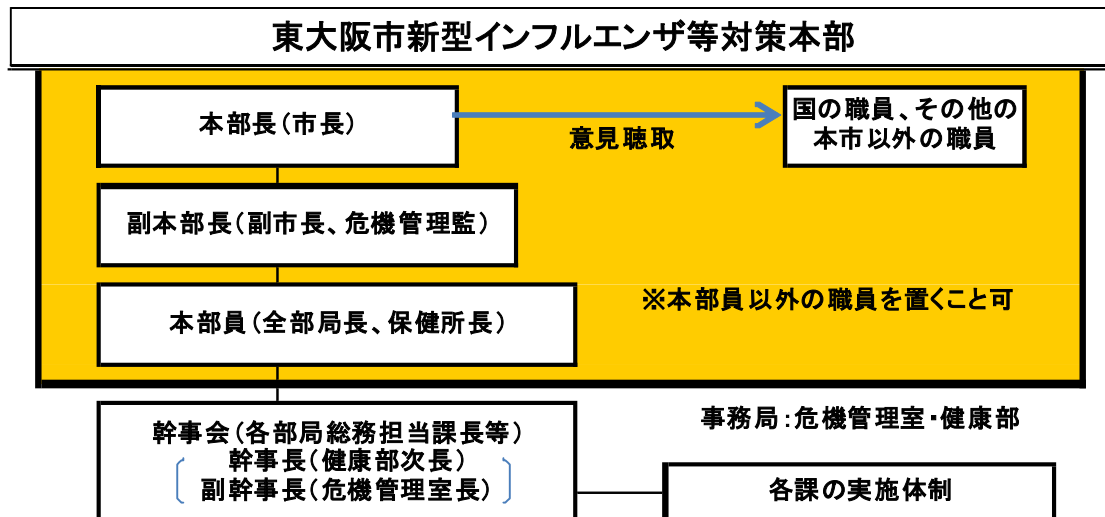 東大阪市新型インフルエンザ等対策本部
本部長（市長）
意見聴取
国の職員、その他の
本市以外の職員
副本部長（副市長、危機管理監）
本部員（全部局長、保健所長）
※本部員以外の職員を置くこと可
幹事会（各部局総務担当課長等）
幹事長（健康部次長）
副幹事長（危機管理室長）
事務局：危機管理室・健康部
各課の実施体制